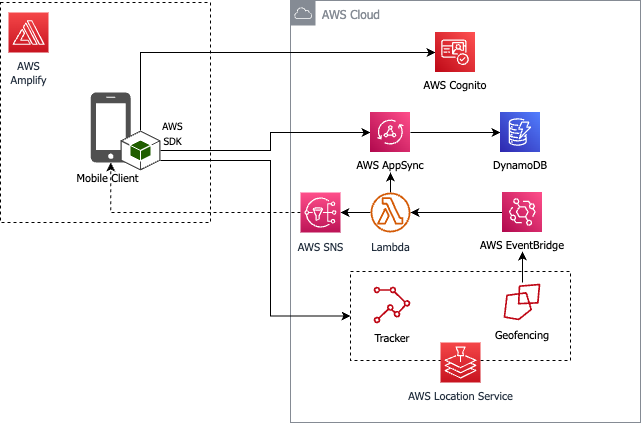 AWS Cloud
AWS
Amplify
AWS Cognito
AWS
SDK
Mobile Client
AWS AppSync
DynamoDB
AWS SNS
Lambda
AWS EventBridge
Tracker
Geofencing
AWS Location Service